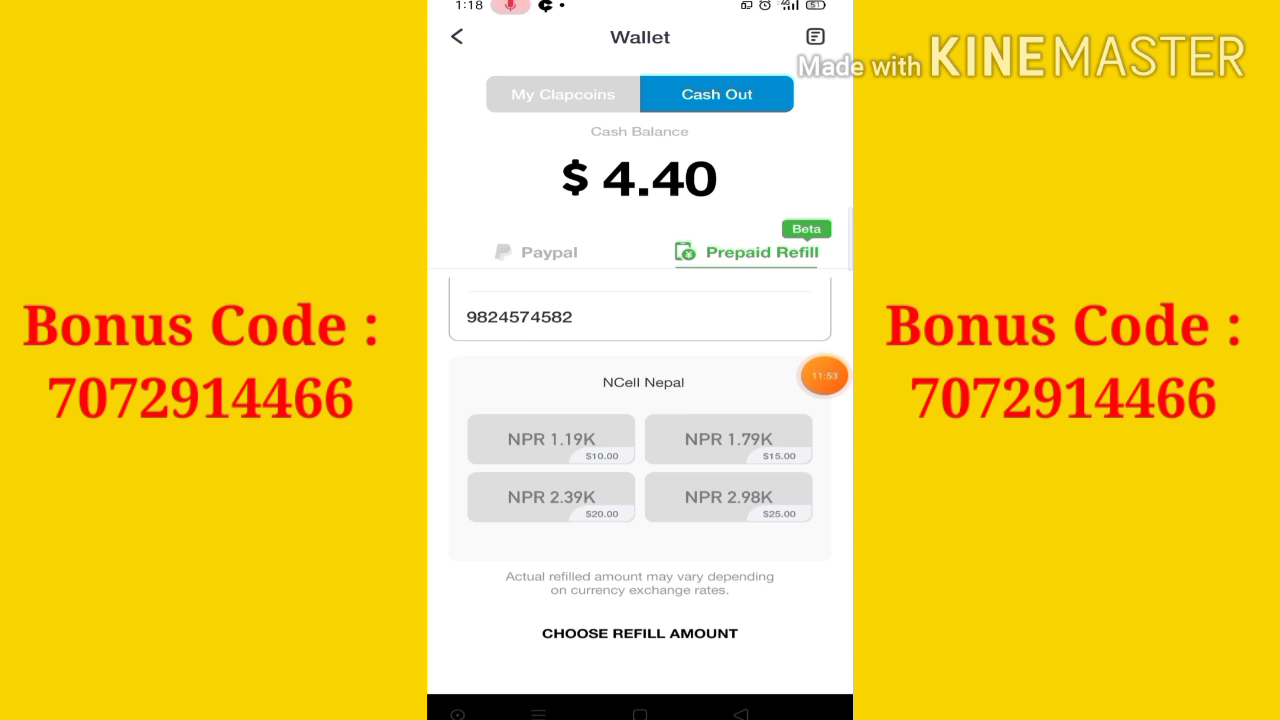 1:18
51
Wallet
Made with KINEMASTER
My Clapcoins
Cash Out
Cash Balance
$ 4.40
Beta
Paypal
Prepaid Refill
Bonus Code :
7072914466
9824574582
NCell Nepal
11:53
NPR 1.19K
$10.00
NPR 1.79K
$15.00
NPR 2.39K
$20.00
NPR 2.98K
$25.00
Actual refilled amount may vary depending
on currency exchange rates.
CHOOSE REFILL AMOUNT
Bonus Code :
7072914466